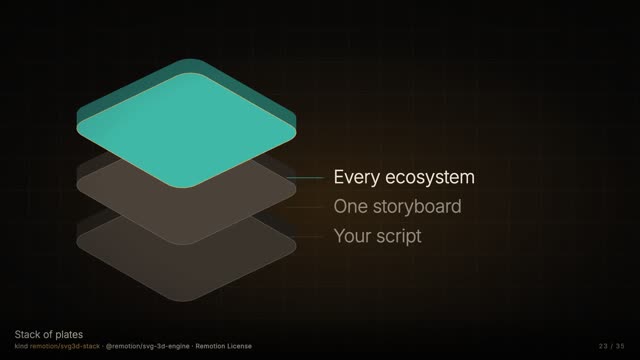 Every ecosystem
One storyboard
Your script
Stack of plates
kind remotion/svg3d-stack · @remotion/svg-3d-engine · Remotion License
23 / 35